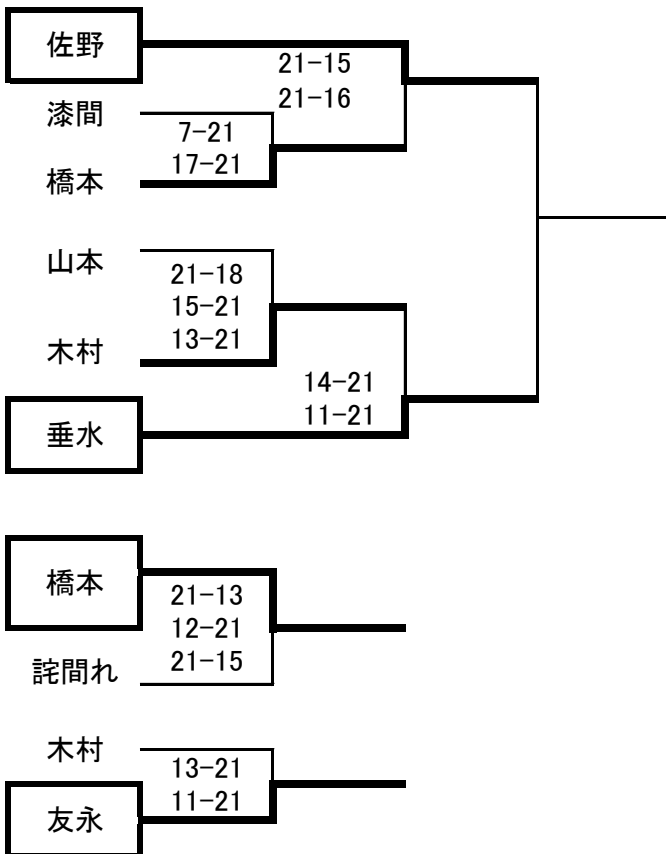 佐野
21-15
21-16
漆間
7-21
17-21
橋本
山本
21-18
15-21
13-21
木村
14-21
11-21
垂水
橋本
21-13
12-21
21-15
詫間れ
木村
13-21
11-21
友永